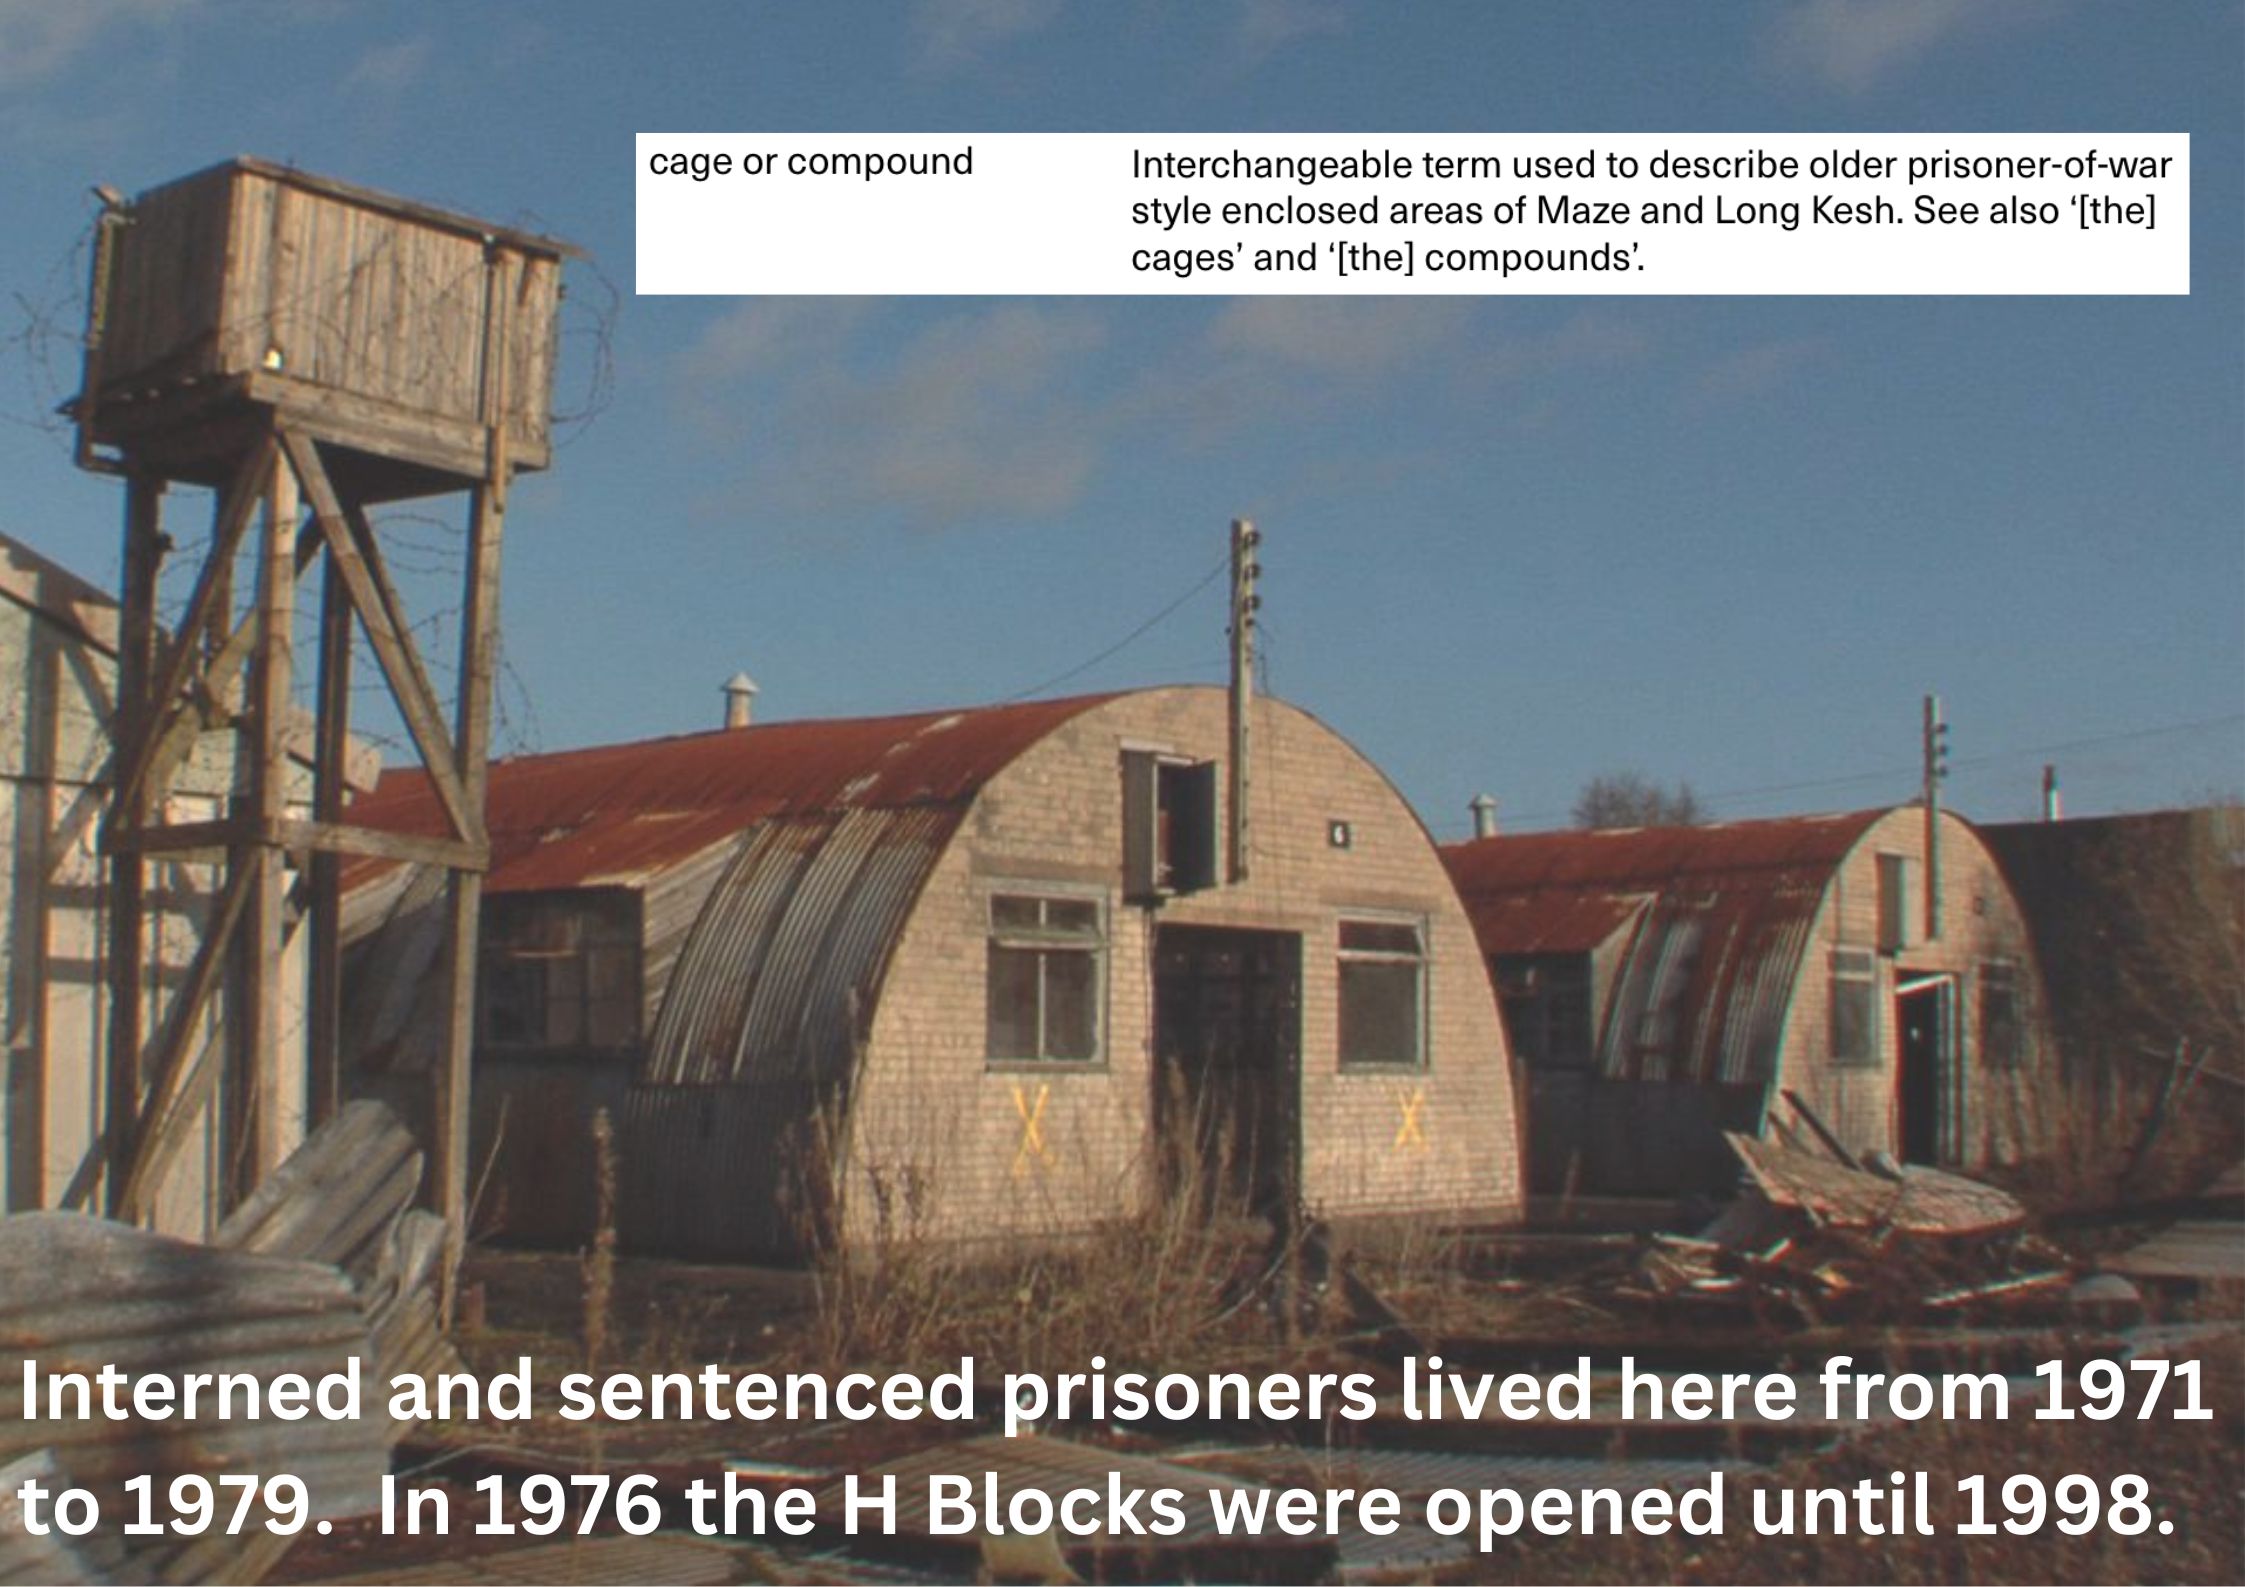 cage or compound
Interchangeable term used to describe older prisoner-of-war
style enclosed areas of Maze and Long Kesh. See also ‘[the]
cages’ and ‘[the] compounds’.
6
Interned and sentenced prisoners lived here from 1971
to 1979. In 1976 the H Blocks were opened until 1998.